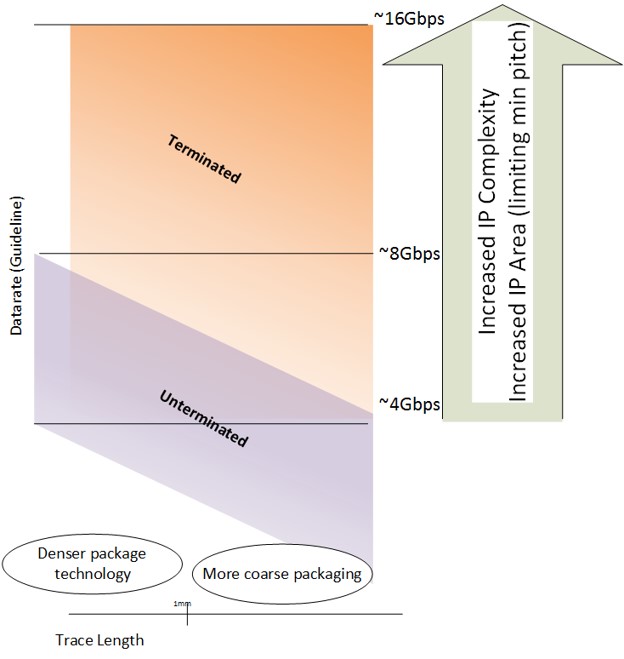 ~16Gbps
Increased IP Complexity
Increased IP Area (limiting min pitch)
Terminated
Datarate (Guideline)
~8Gbps
~4Gbps
Unterminated
Denser package
technology
More coarse packaging
1mm
Trace Length